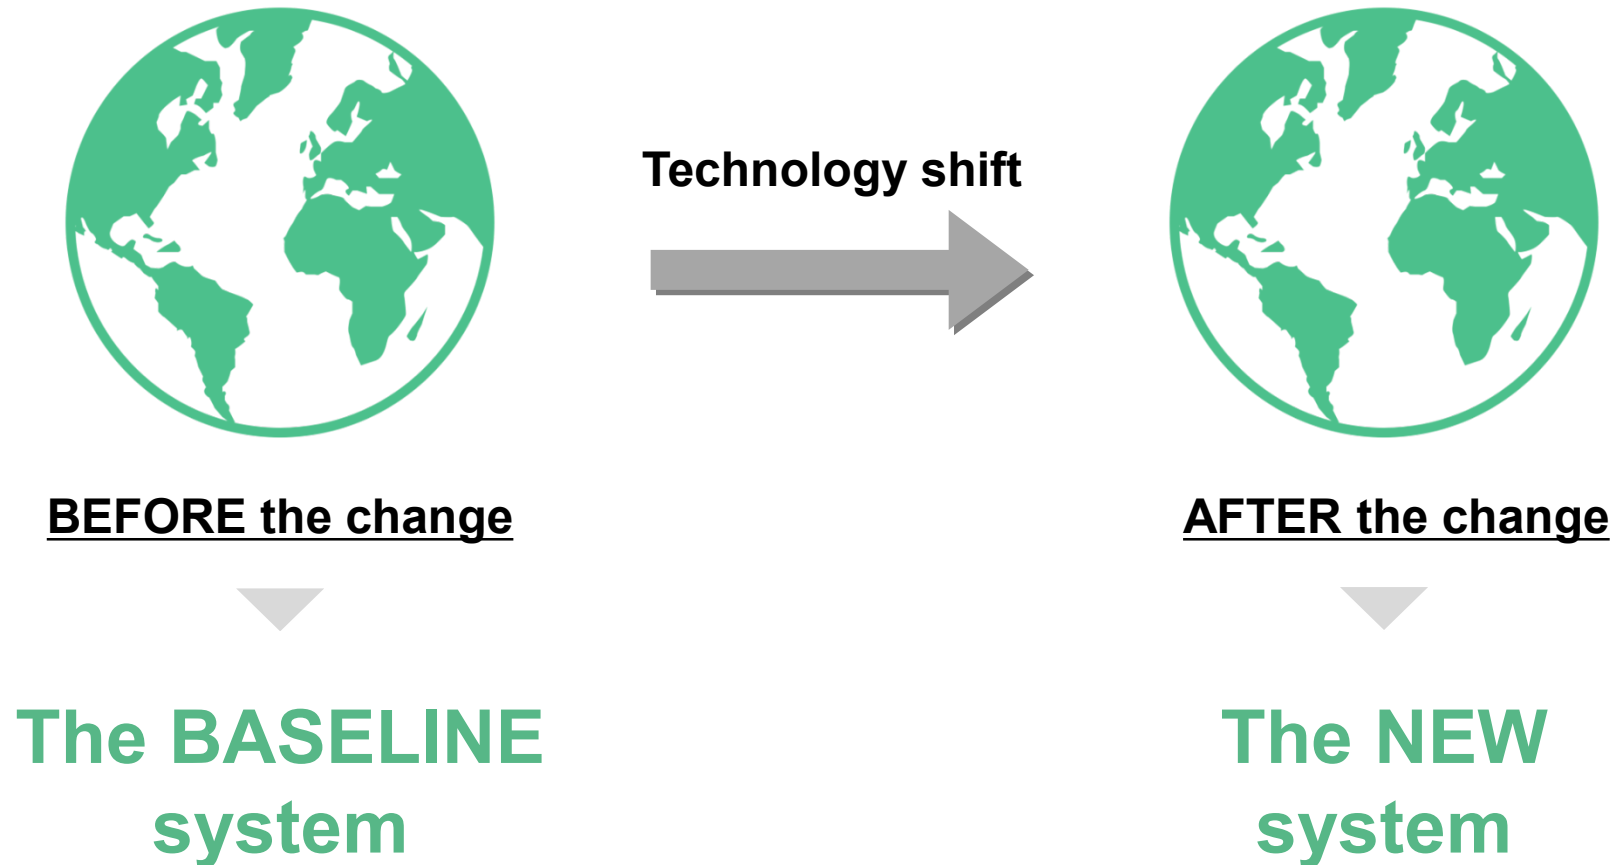 Technology shift
BEFORE the change
AFTER the change
The BASELINE
system
The NEW
system